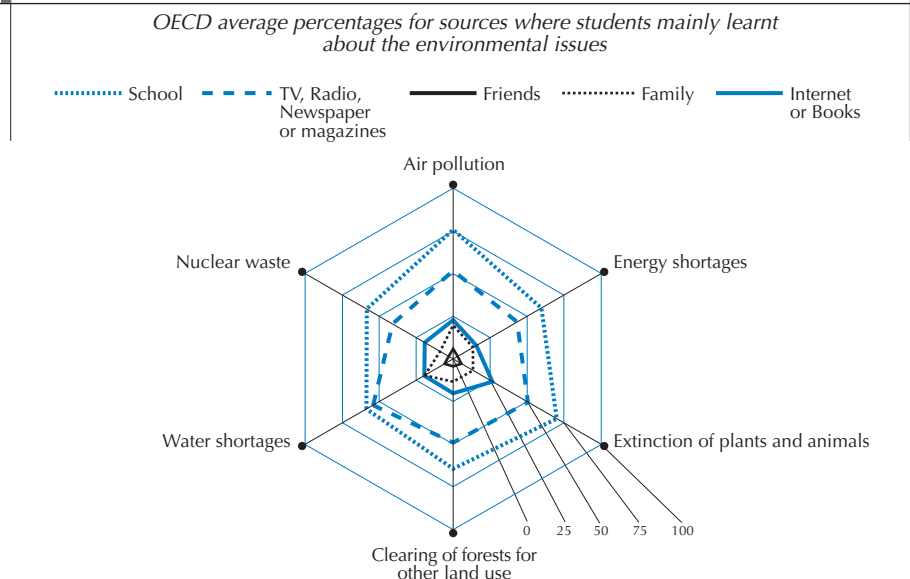 OECD average percentages for sources where students mainly learnt
about the environmental issues
School
TV, Radio,
Newspaper
or magazines
Friends
Family
Internet
or Books
Air pollution
Nuclear waste
Energy shortages
Water shortages
Extinction of plants and animals
0 25 50 75 100
Clearing of forests for
other land use